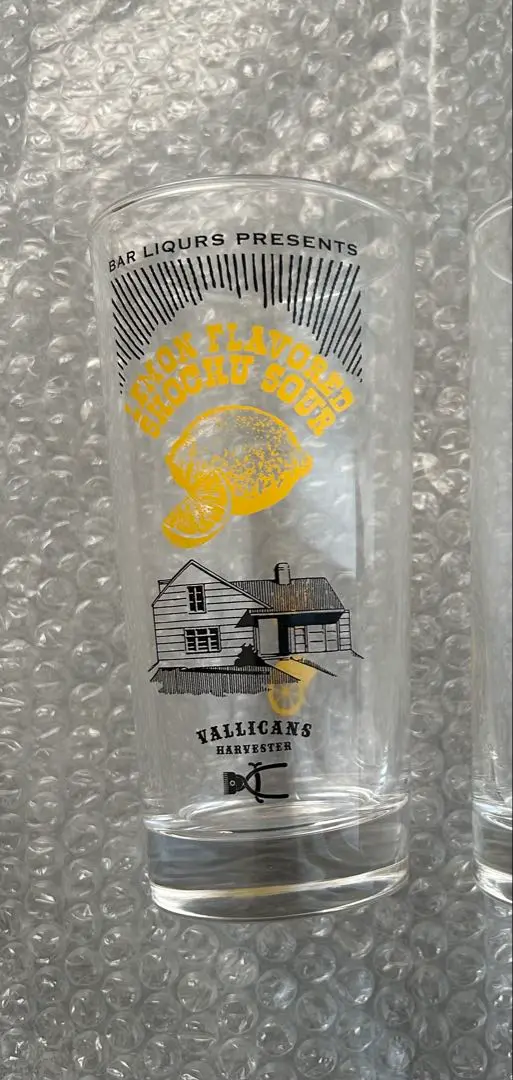 BAR LIQURS PRESENTS
LEMON FLAVORED
SHOCHU SOUR
VALLICANS
HARVESTER